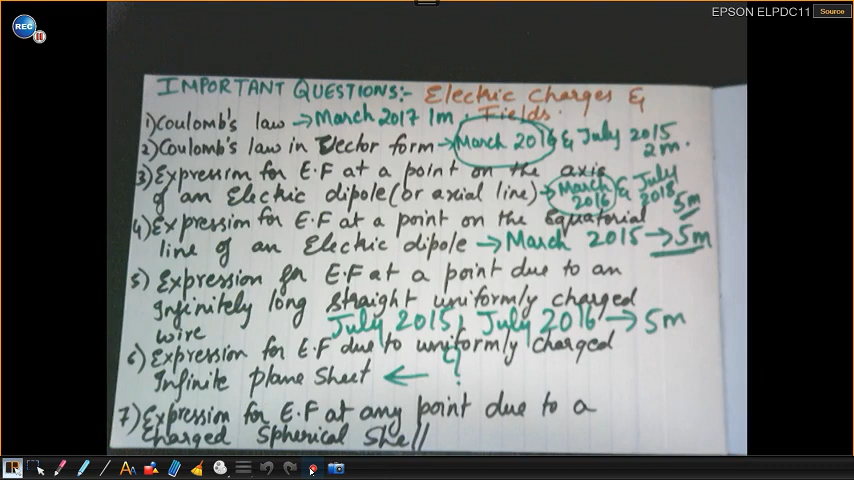 EPSON ELPDC11 Source
REC
IMPORTANT QUESTIONS:- Electric Charges &
Fields.
1) Coulomb's law → March 2017 1m
2) Coulomb's law in Vector form → March 2016 & July 2015
2m.
3) Expression for E.F at a point on the axis
of an Electric dipole (or axial line) → March & July
2016 2018 5m
4) Expression for E.F at a point on the Equatorial
line of an Electric dipole → March 2015 → 5m
5) Expression for E.F at a point due to an
Infinitely long straight uniformly charged
wire July 2015, July 2016 → 5m
6) Expression for E.F due to uniformly charged
Infinite plane Sheet ← ?
7) Expression for E.F at any point due to a
Charged Spherical Shell